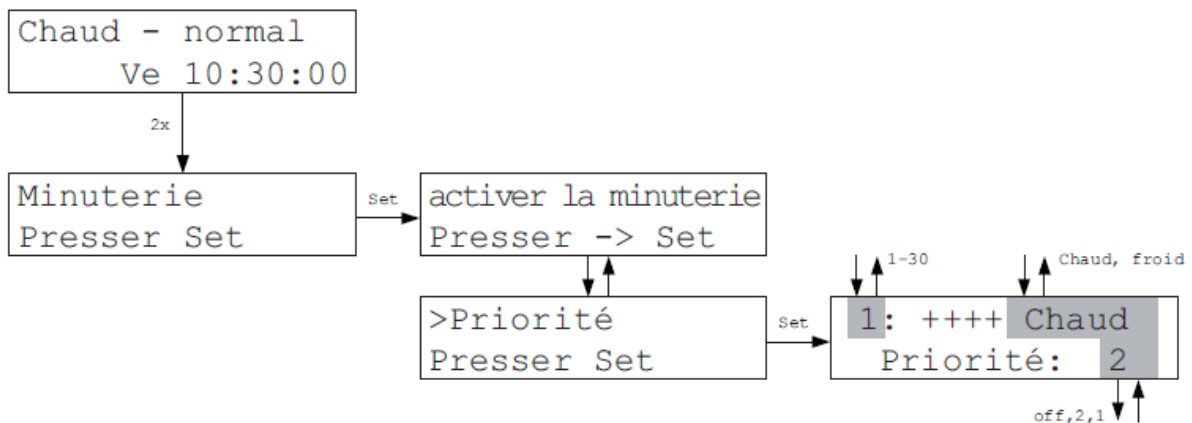 Chaud - normal
Ve 10:30:00
2x
Minuterie
Presser Set
Set
activer la minuterie
Presser -> Set
>Priorité
Presser Set
Set
1-30
Chaud, froid
1: ++++ Chaud
Priorité: 2
off,2,1